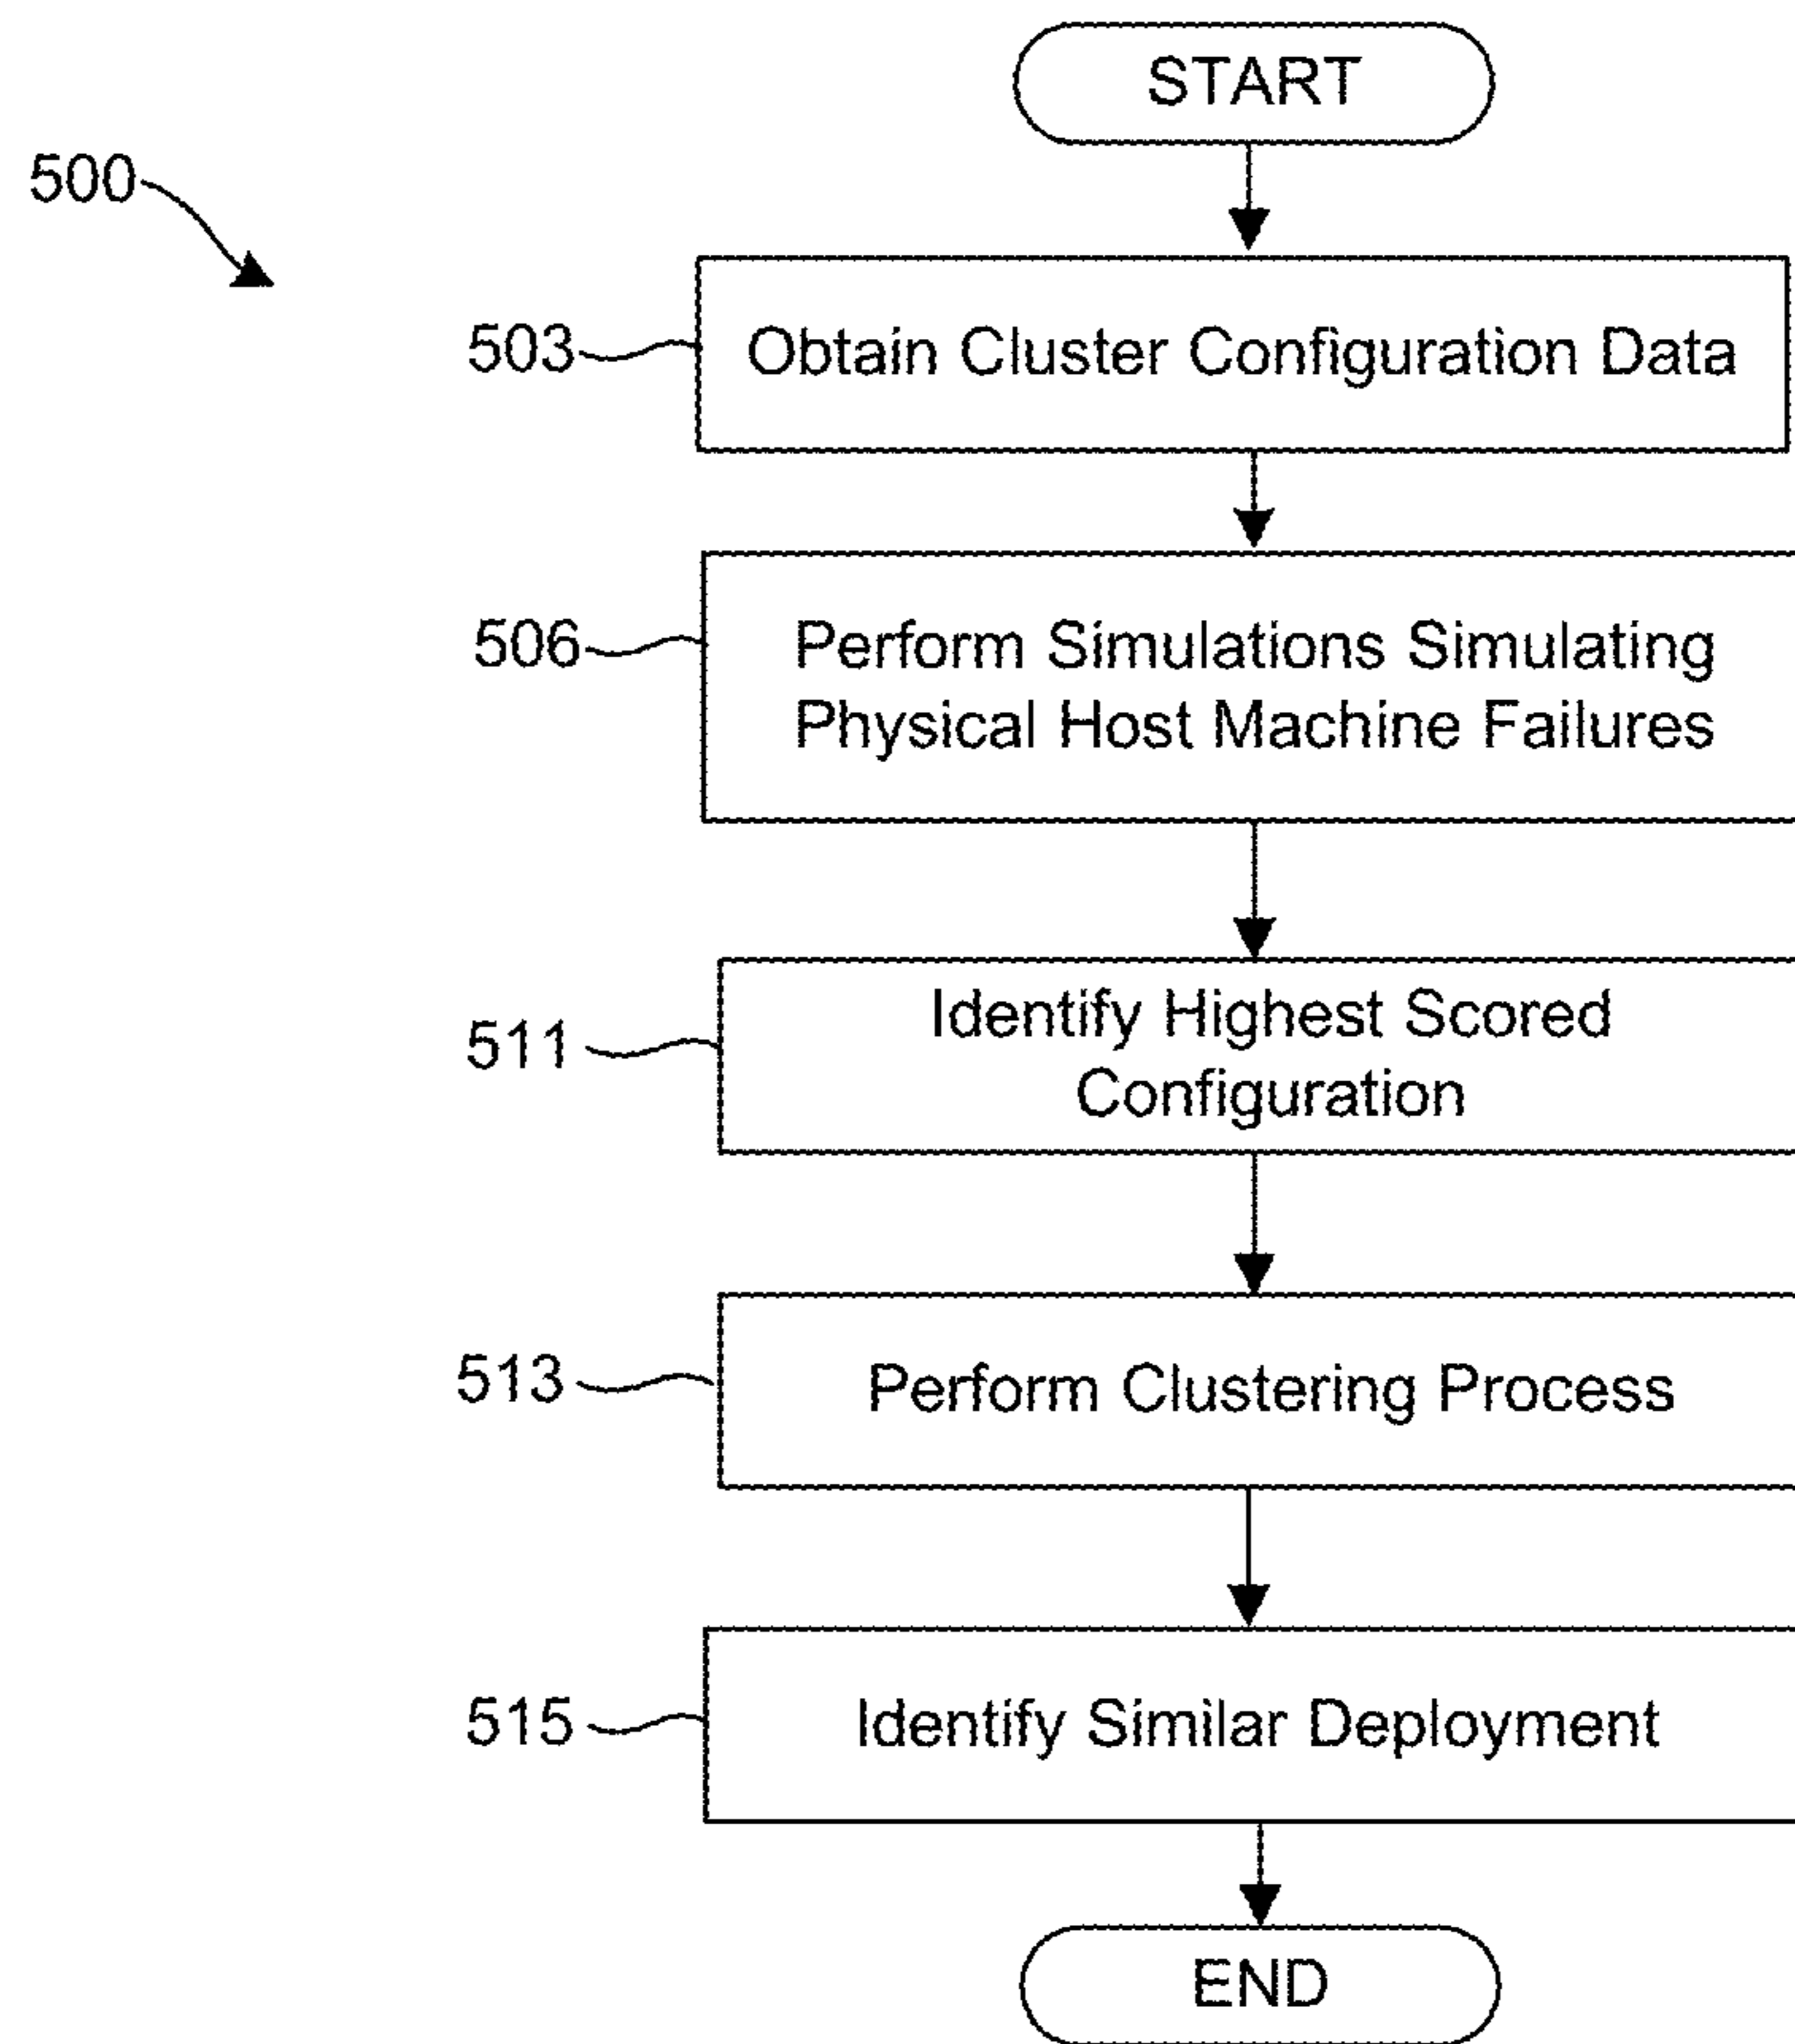 START
500
503
Obtain Cluster Configuration Data
506
Perform Simulations Simulating
Physical Host Machine Failures
511
Identify Highest Scored
Configuration
513
Perform Clustering Process
515
Identify Similar Deployment
END